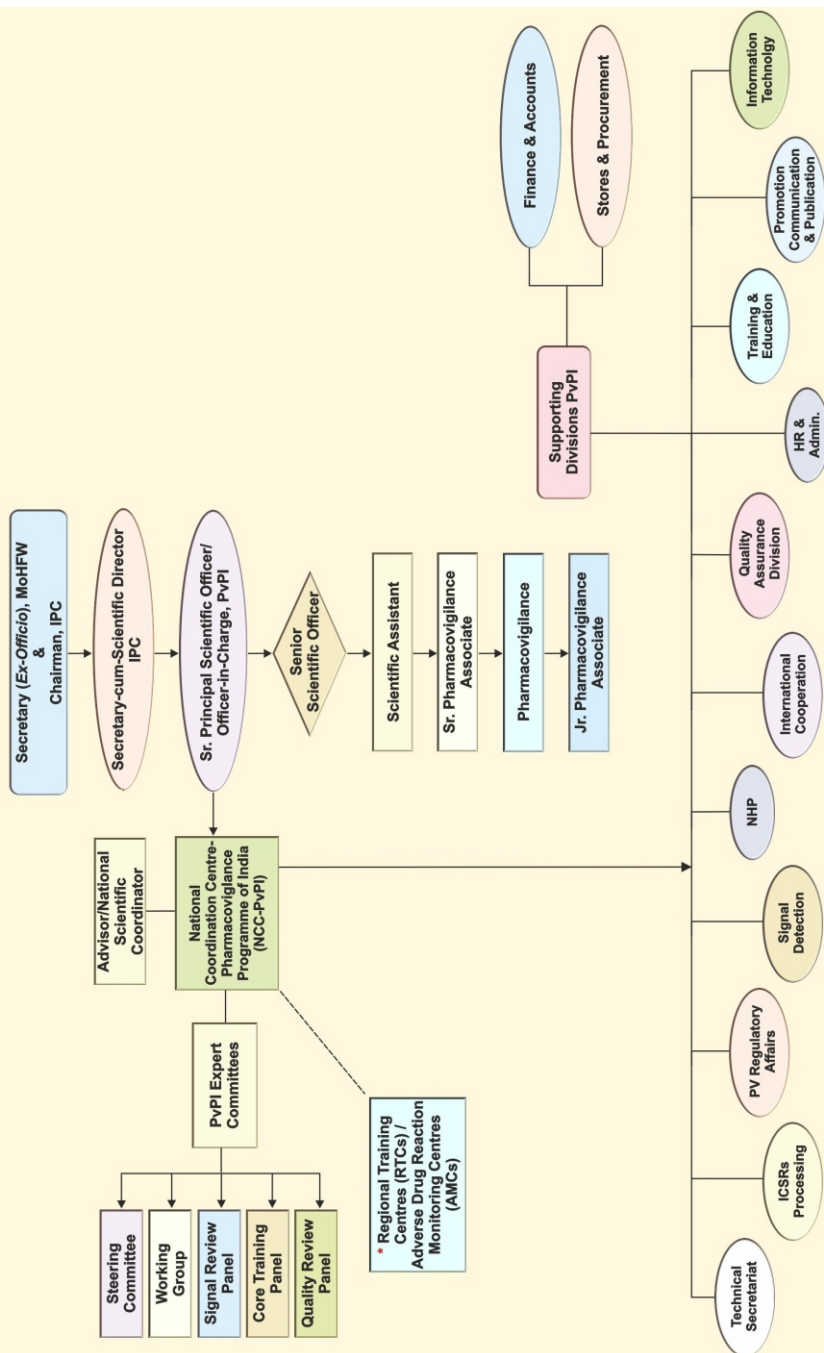 Secretary (Ex-Officio), MoHFW
&
Chairman, IPC
Secretary-cum-Scientific Director
IPC
Sr. Principal Scientific Officer/
Officer-in-Charge, PvPI
Senior
Scientific Officer
Scientific Assistant
Sr. Pharmacovigilance
Associate
Pharmacovigilance
Jr. Pharmacovigilance
Associate
Advisor/National
Scientific
Coordinator
National
Coordination Centre-
Pharmacoviglance
Programme of India
(NCC-PvPI)
PvPI Expert
Committees
Steering
Committee
Working
Group
Signal Review
Panel
Core Training
Panel
Quality Review
Panel
* Regional Training
Centres (RTCs) /
Adverse Drug Reaction
Monitoring Centres
(AMCs)
Supporting
Divisions PvPI
Finance & Accounts
Stores & Procurement
Technical
Secretariat
ICSRs
Processing
PV Regulatory
Affairs
Signal
Detection
NHP
International
Cooperation
Quality
Assurance
Division
HR &
Admin.
Training &
Education
Promotion
Communication
& Publication
Information
Technolgy